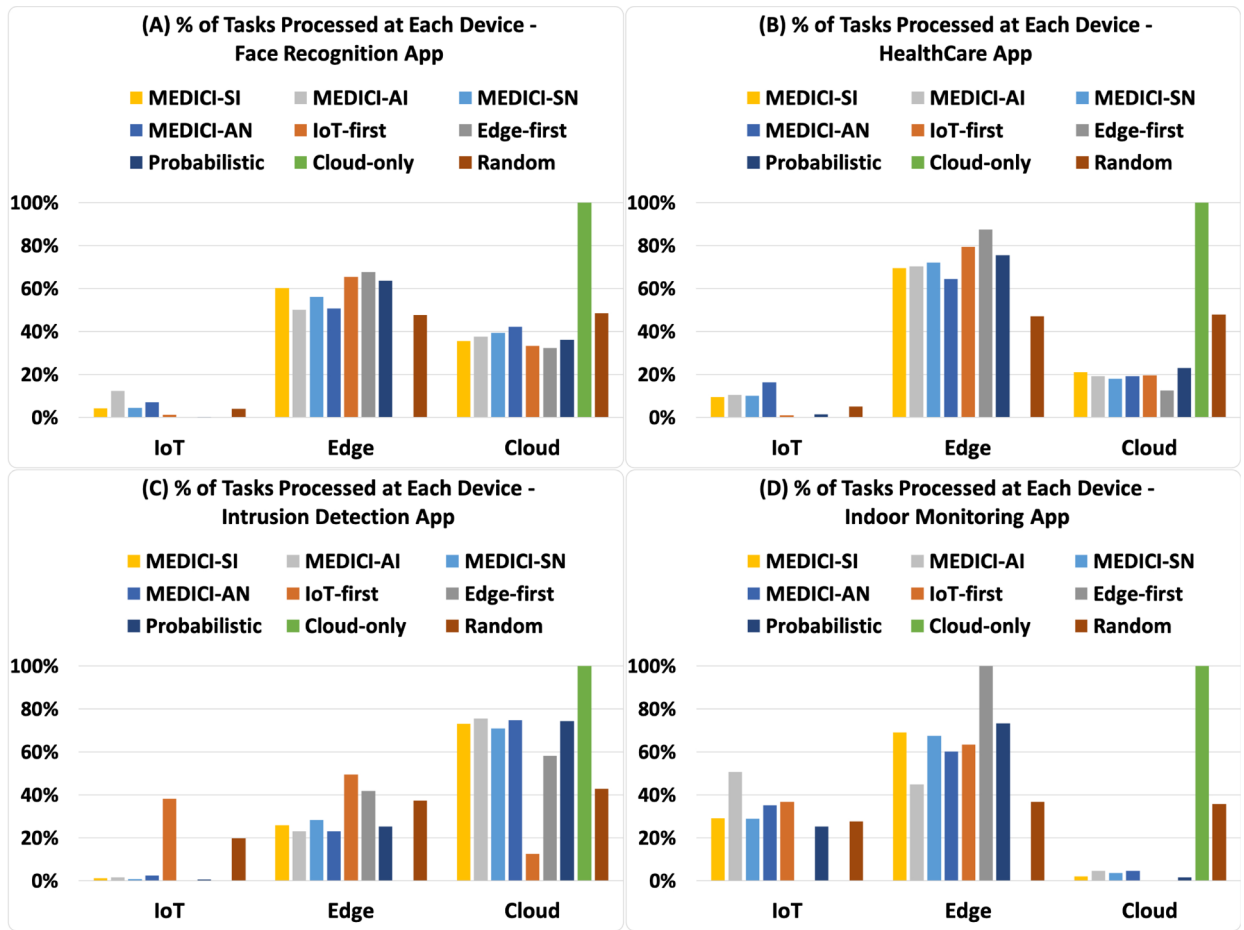 (A) % of Tasks Processed at Each Device -
Face Recognition App
MEDICI-SI MEDICI-AI MEDICI-SN
MEDICI-AN IoT-first Edge-first
Probabilistic Cloud-only Random
100%
80%
60%
40%
20%
0%
IoT Edge Cloud
(B) % of Tasks Processed at Each Device -
HealthCare App
MEDICI-SI MEDICI-AI MEDICI-SN
MEDICI-AN IoT-first Edge-first
Probabilistic Cloud-only Random
100%
80%
60%
40%
20%
0%
IoT Edge Cloud
(C) % of Tasks Processed at Each Device -
Intrusion Detection App
MEDICI-SI MEDICI-AI MEDICI-SN
MEDICI-AN IoT-first Edge-first
Probabilistic Cloud-only Random
100%
80%
60%
40%
20%
0%
IoT Edge Cloud
(D) % of Tasks Processed at Each Device -
Indoor Monitoring App
MEDICI-SI MEDICI-AI MEDICI-SN
MEDICI-AN IoT-first Edge-first
Probabilistic Cloud-only Random
100%
80%
60%
40%
20%
0%
IoT Edge Cloud